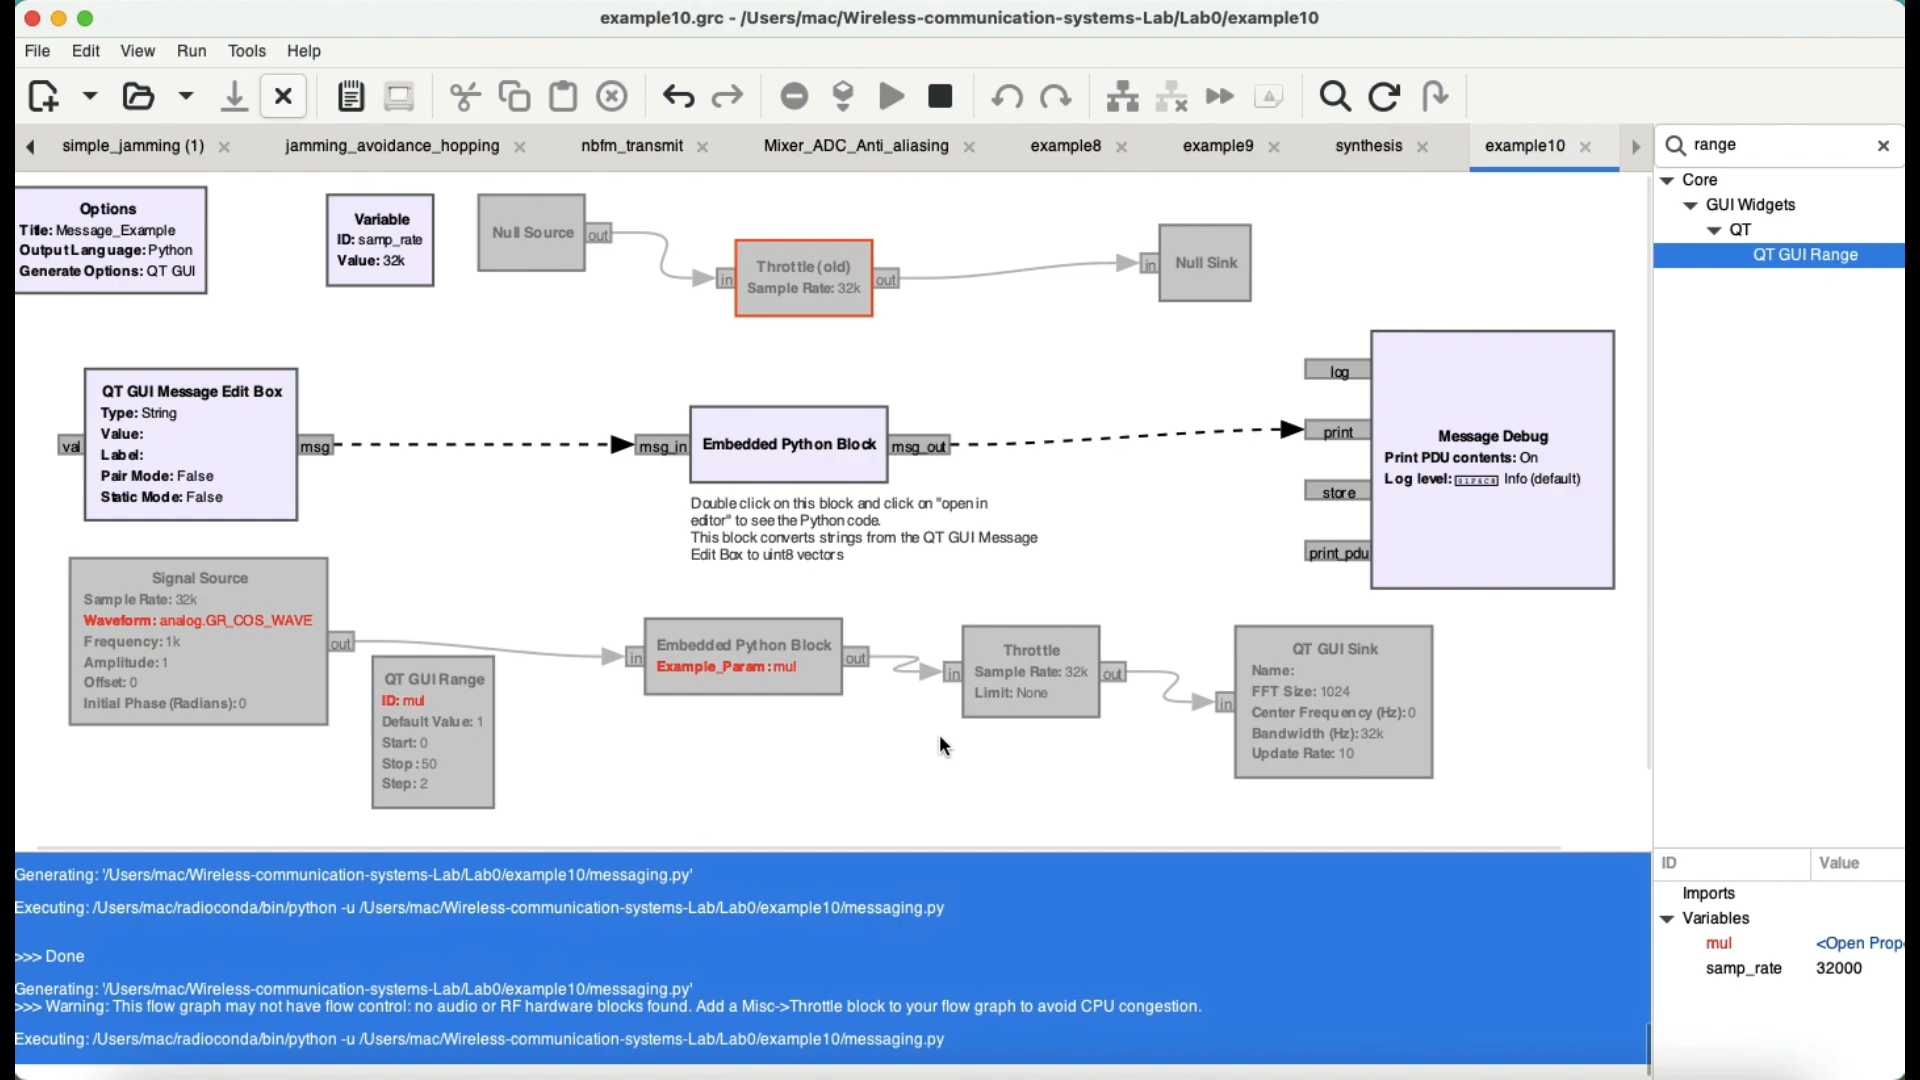 example10.grc - /Users/mac/Wireless-communication-systems-Lab/Lab0/example10
File Edit View Run Tools Help
simple_jamming (1) jamming_avoidance_hopping nbfm_transmit Mixer_ADC_Anti_aliasing example8 example9 synthesis example10
range
Core
GUI Widgets
QT
QT GUI Range
Options
Title: Message_Example
Output Language: Python
Generate Options: QT GUI
Variable
ID: samp_rate
Value: 32k
Null Source
out
in
Throttle (old)
Sample Rate: 32k
out
in
Null Sink
val
QT GUI Message Edit Box
Type: String
Value:
Label:
Pair Mode: False
Static Mode: False
msg
msg_in
Embedded Python Block
msg_out
Double click on this block and click on "open in
editor" to see the Python code.
This block converts strings from the QT GUI Message
Edit Box to uint8 vectors
log
print
store
print_pdu
Message Debug
Print PDU contents: On
Log level: Info (default)
Signal Source
Sample Rate: 32k
Waveform: analog.GR_COS_WAVE
Frequency: 1k
Amplitude: 1
Offset: 0
Initial Phase (Radians): 0
out
QT GUI Range
ID: mul
Default Value: 1
Start: 0
Stop: 50
Step: 2
in
Embedded Python Block
Example_Param: mul
out
in
Throttle
Sample Rate: 32k
Limit: None
out
in
QT GUI Sink
Name:
FFT Size: 1024
Center Frequency (Hz): 0
Bandwidth (Hz): 32k
Update Rate: 10
Generating: '/Users/mac/Wireless-communication-systems-Lab/Lab0/example10/messaging.py'
Executing: /Users/mac/radioconda/bin/python -u /Users/mac/Wireless-communication-systems-Lab/Lab0/example10/messaging.py
>>> Done
Generating: '/Users/mac/Wireless-communication-systems-Lab/Lab0/example10/messaging.py'
>>> Warning: This flow graph may not have flow control: no audio or RF hardware blocks found. Add a Misc->Throttle block to your flow graph to avoid CPU congestion.
Executing: /Users/mac/radioconda/bin/python -u /Users/mac/Wireless-communication-systems-Lab/Lab0/example10/messaging.py
ID Value
Imports
Variables
mul <Open Prop
samp_rate 32000